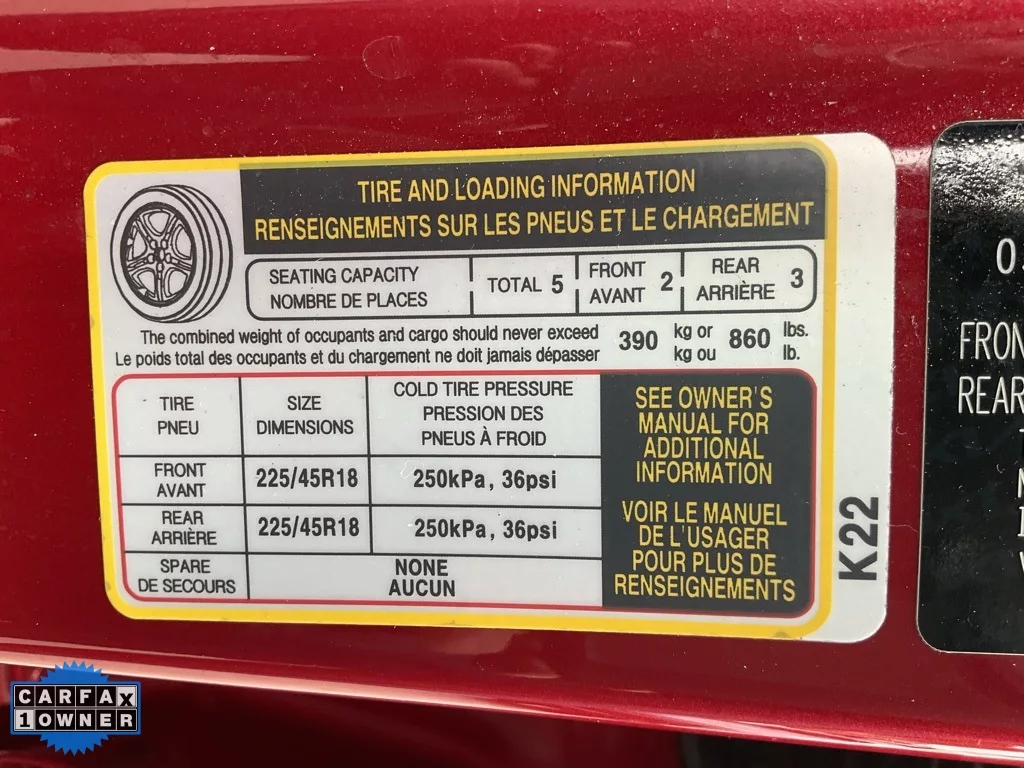 TIRE AND LOADING INFORMATION
RENSEIGNEMENTS SUR LES PNEUS ET LE CHARGEMENT
SEATING CAPACITY
NOMBRE DE PLACES
TOTAL 5
FRONT
AVANT
2
REAR
ARRIÈRE
3
The combined weight of occupants and cargo should never exceed
Le poids total des occupants et du chargement ne doit jamais dépasser
390
kg or
kg ou
860
lbs.
lb.
TIRE
PNEU
SIZE
DIMENSIONS
COLD TIRE PRESSURE
PRESSION DES
PNEUS À FROID
FRONT
AVANT
225/45R18
250kPa, 36psi
REAR
ARRIÈRE
225/45R18
250kPa, 36psi
SPARE
DE SECOURS
NONE
AUCUN
SEE OWNER'S
MANUAL FOR
ADDITIONAL
INFORMATION
VOIR LE MANUEL
DE L'USAGER
POUR PLUS DE
RENSEIGNEMENTS
K22
FRON
REAR
CARFAX
1 OWNER